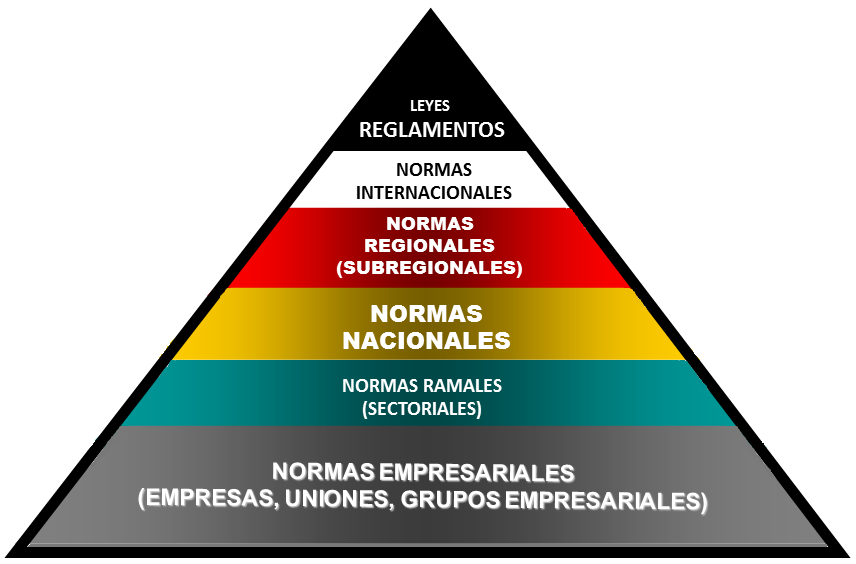 LEYES
REGLAMENTOS
NORMAS
INTERNACIONALES
NORMAS
REGIONALES
(SUBREGIONALES)
NORMAS
NACIONALES
NORMAS RAMALES
(SECTORIALES)
NORMAS EMPRESARIALES
(EMPRESAS, UNIONES, GRUPOS EMPRESARIALES)